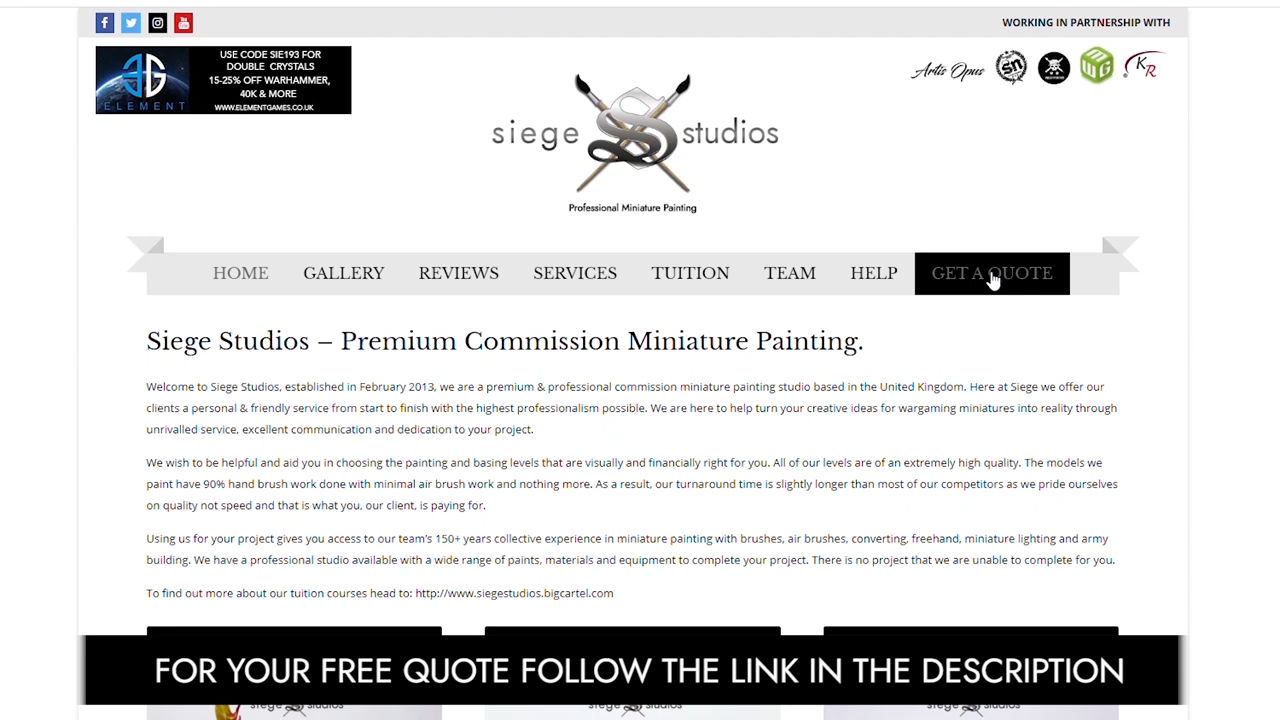 WORKING IN PARTNERSHIP WITH
USE CODE SIE193 FOR
DOUBLE CRYSTALS
15-25% OFF WARHAMMER,
40K & MORE
WWW.ELEMENTGAMES.CO.UK
ELEMENT
Artis Opus
KR
siege studios
Professional Miniature Painting
HOME GALLERY REVIEWS SERVICES TUITION TEAM HELP GET A QUOTE
Siege Studios – Premium Commission Miniature Painting.
Welcome to Siege Studios, established in February 2013, we are a premium & professional commission miniature painting studio based in the United Kingdom. Here at Siege we offer our
clients a personal & friendly service from start to finish with the highest professionalism possible. We are here to help turn your creative ideas for wargaming miniatures into reality through
unrivalled service, excellent communication and dedication to your project.
We wish to be helpful and aid you in choosing the painting and basing levels that are visually and financially right for you. All of our levels are of an extremely high quality. The models we
paint have 90% hand brush work done with minimal air brush work and nothing more. As a result, our turnaround time is slightly longer than most of our competitors as we pride ourselves
on quality not speed and that is what you, our client, is paying for.
Using us for your project gives you access to our team's 150+ years collective experience in miniature painting with brushes, air brushes, converting, freehand, miniature lighting and army
building. We have a professional studio available with a wide range of paints, materials and equipment to complete your project. There is no project that we are unable to complete for you.
To find out more about our tuition courses head to: http://www.siegestudios.bigcartel.com
FOR YOUR FREE QUOTE FOLLOW THE LINK IN THE DESCRIPTION